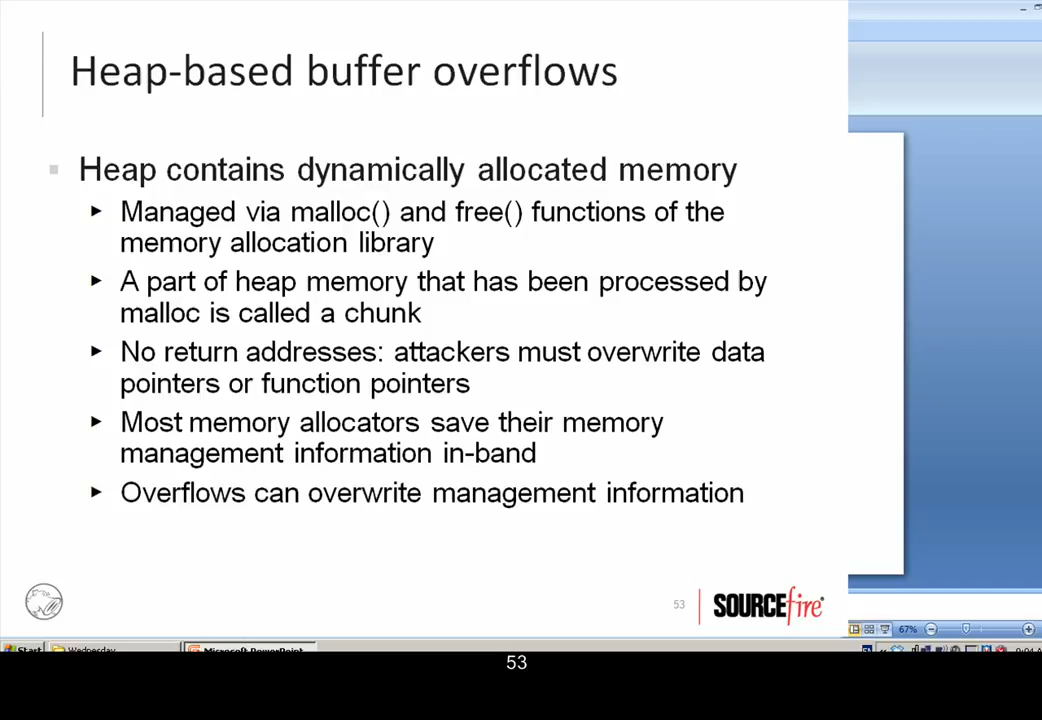 Heap-based buffer overflows
Heap contains dynamically allocated memory
Managed via malloc() and free() functions of the
memory allocation library
A part of heap memory that has been processed by
malloc is called a chunk
No return addresses: attackers must overwrite data
pointers or function pointers
Most memory allocators save their memory
management information in-band
Overflows can overwrite management information
53
SOURCEfire
67%
Start
Wednesday
Microsoft PowerPoint
53